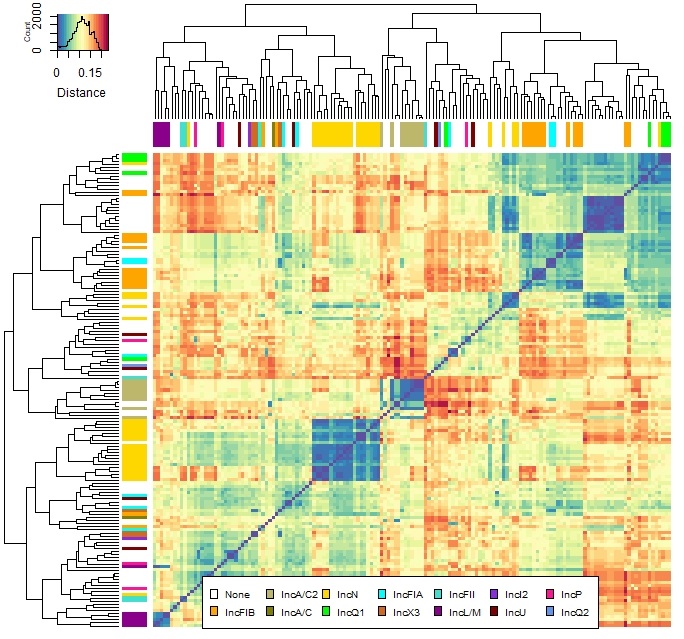 Count
0 1000 2000
0 0.15
Distance
None IncA/C2 IncN IncFIA IncFII IncI2 IncP
IncFIB IncA/C IncQ1 IncX3 IncL/M IncU IncQ2